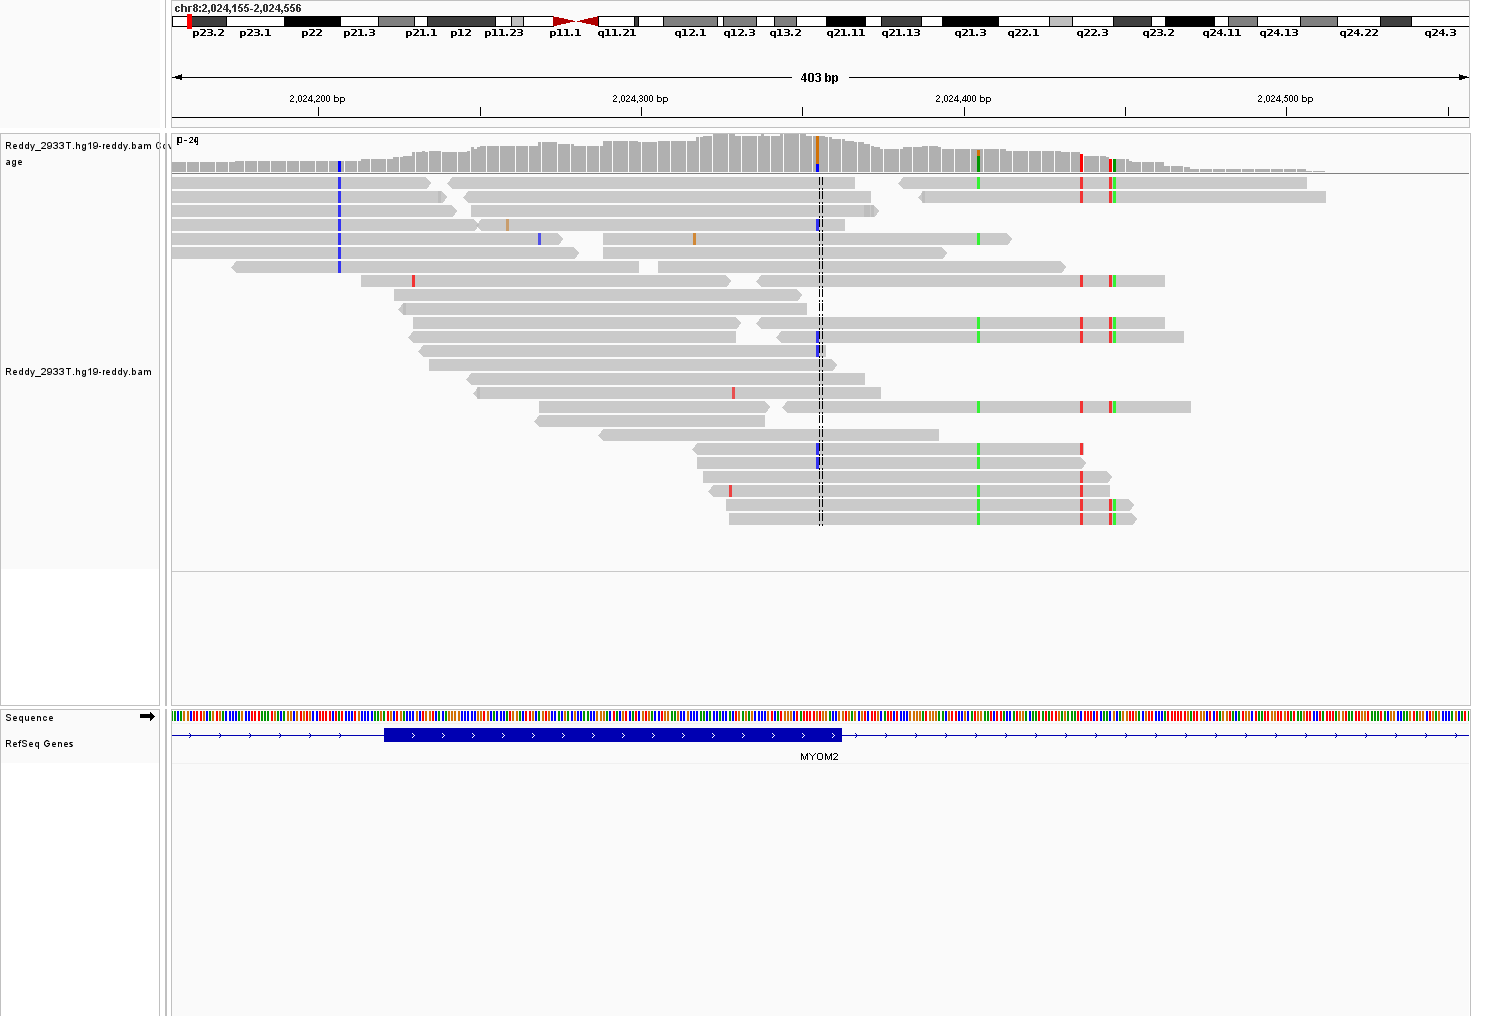 chr8:2,024,155-2,024,556
p23.2 p23.1 p22 p21.3 p21.1 p12 p11.23 p11.1 q11.21 q12.1 q12.3 q13.2 q21.11 q21.13 q21.3 q22.1 q22.3 q23.2 q24.11 q24.13 q24.22 q24.3
403 bp
2,024,200 bp 2,024,300 bp 2,024,400 bp 2,024,500 bp
Reddy_2933T.hg19-reddy.bam Cov
age
[0-24]
Reddy_2933T.hg19-reddy.bam
Sequence
RefSeq Genes
MYOM2